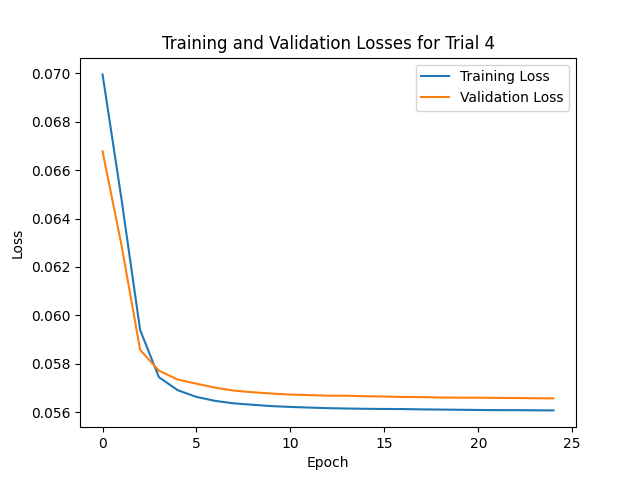 Training and Validation Losses for Trial 4
Training Loss
Validation Loss
0.070
0.068
0.066
0.064
0.062
0.060
0.058
0.056
Loss
0
5
10
15
20
25
Epoch